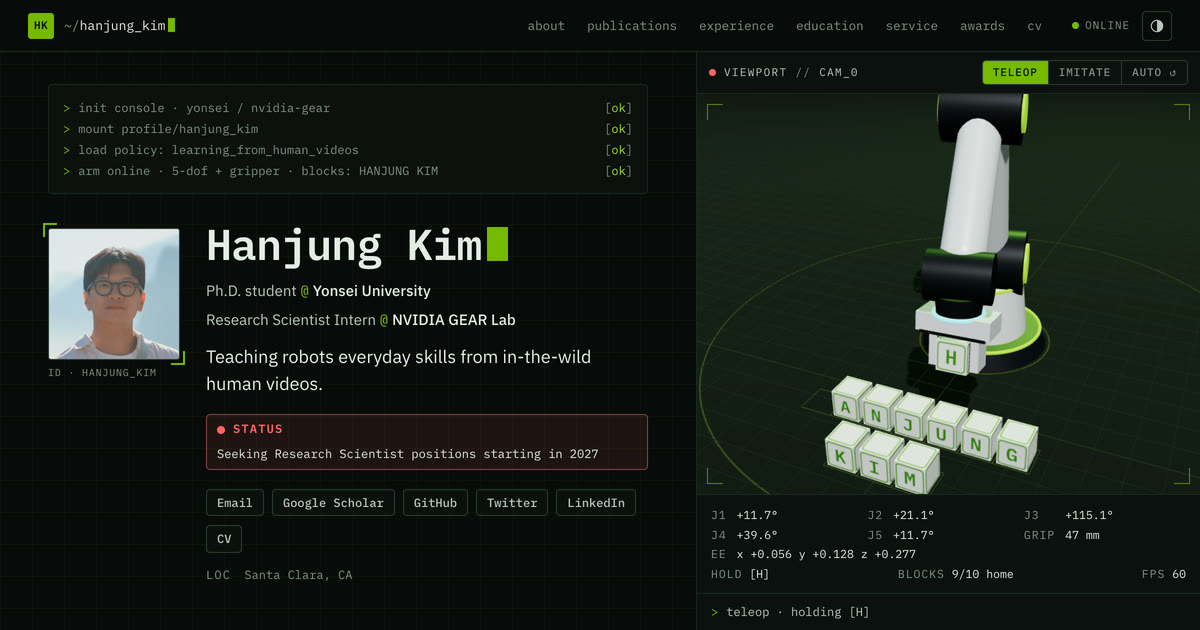 HK ~/hanjung_kim about publications experience education service awards cv ONLINE
> init console · yonsei / nvidia-gear [ok]
> mount profile/hanjung_kim [ok]
> load policy: learning_from_human_videos [ok]
> arm online · 5-dof + gripper · blocks: HANJUNG KIM [ok]
ID · HANJUNG_KIM
Hanjung Kim
Ph.D. student @ Yonsei University
Research Scientist Intern @ NVIDIA GEAR Lab
Teaching robots everyday skills from in-the-wild
human videos.
STATUS
Seeking Research Scientist positions starting in 2027
Email Google Scholar GitHub Twitter LinkedIn
CV
LOC Santa Clara, CA
VIEWPORT // CAM_0 TELEOP IMITATE AUTO ↺
H
A N J U N G
K I M
J1 +11.7° J2 +21.1° J3 +115.1°
J4 +39.6° J5 +11.7° GRIP 47 mm
EE x +0.056 y +0.128 z +0.277
HOLD [H] BLOCKS 9/10 home FPS 60
> teleop · holding [H]